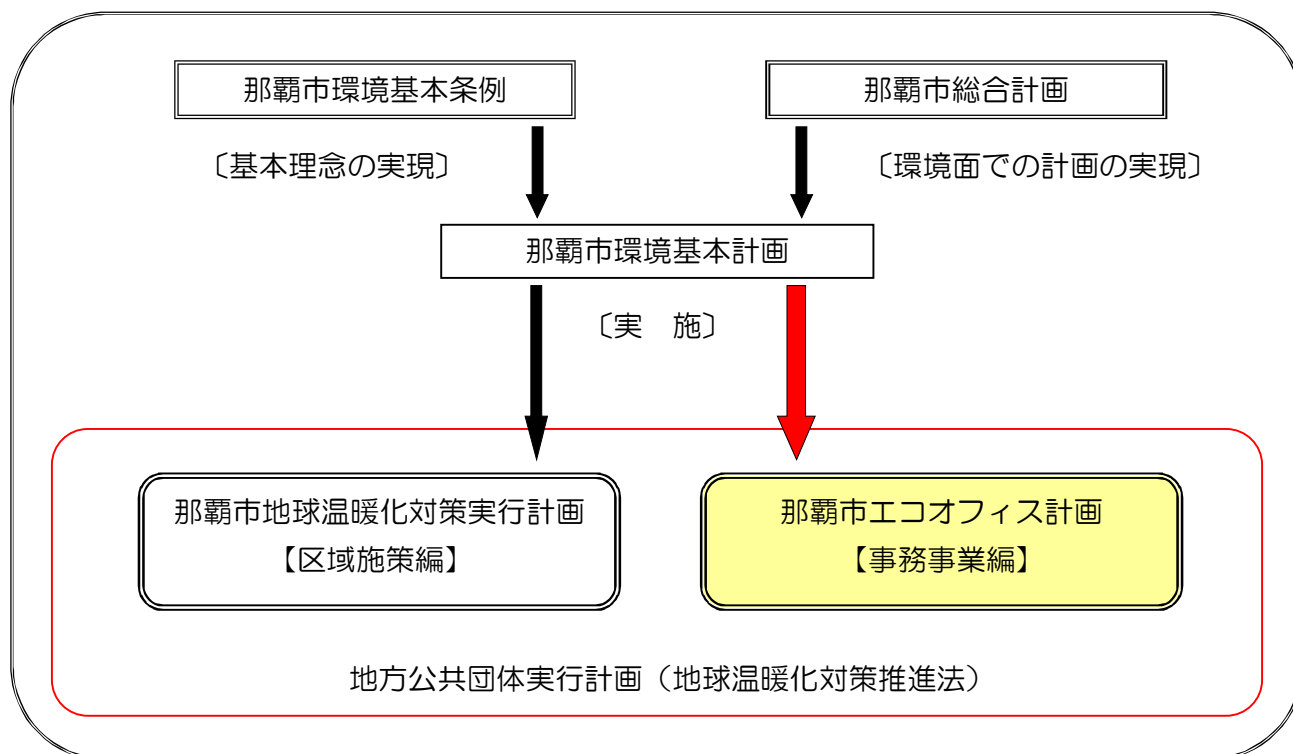 那覇市環境基本条例
那覇市総合計画
〔基本理念の実現〕
〔環境面での計画の実現〕
那覇市環境基本計画
〔実　施〕
那覇市地球温暖化対策実行計画
【区域施策編】
那覇市エコオフィス計画
【事務事業編】
地方公共団体実行計画（地球温暖化対策推進法）